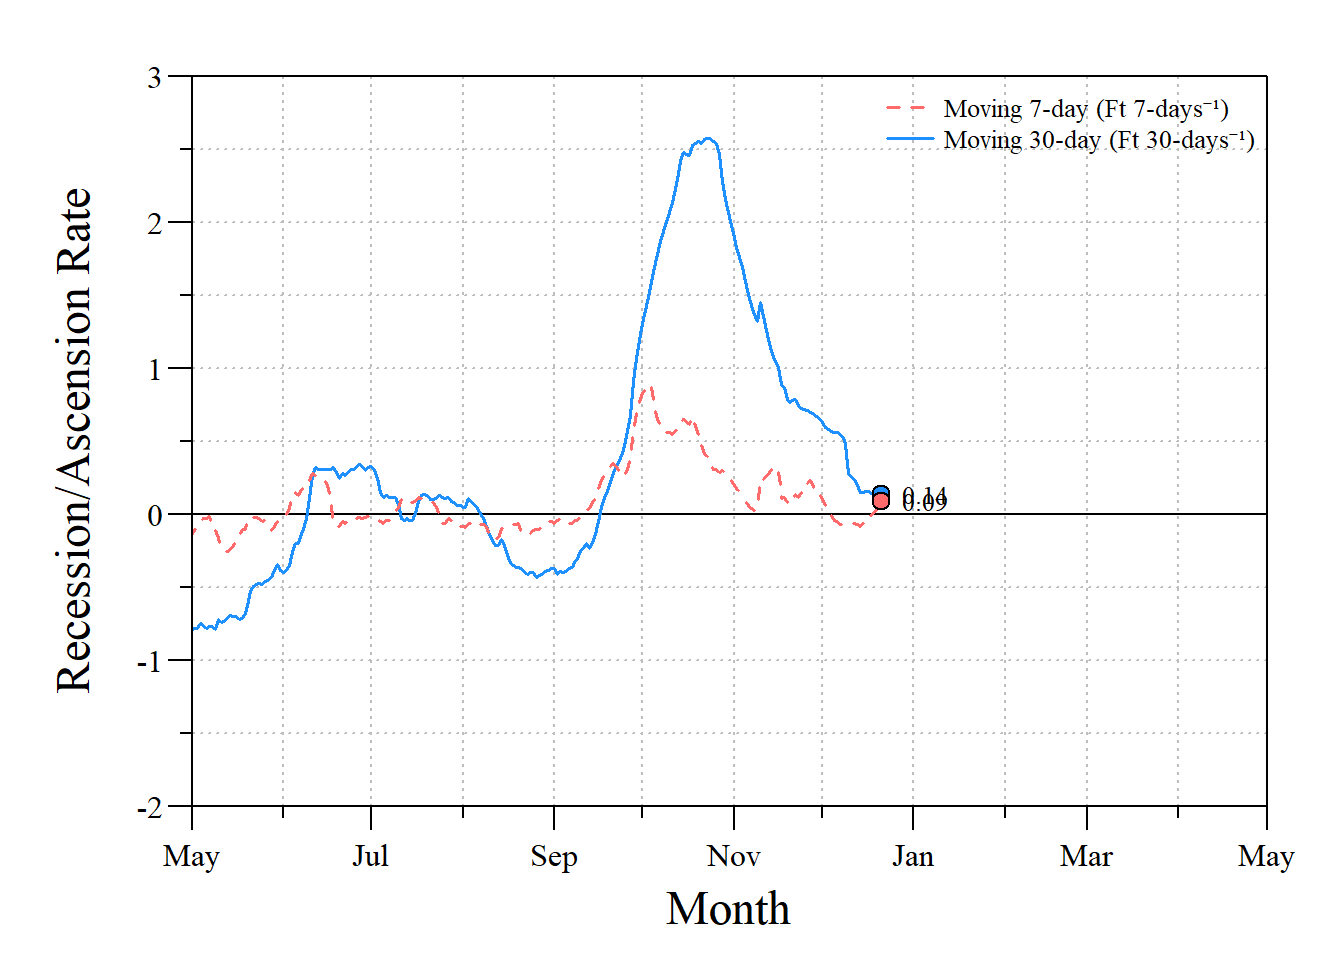 Moving 7-day (Ft 7-days⁻¹)
Moving 30-day (Ft 30-days⁻¹)
Recession/Ascension Rate
3
2
1
0
-1
-2
0.14
0.09
May Jul Sep Nov Jan Mar May
Month